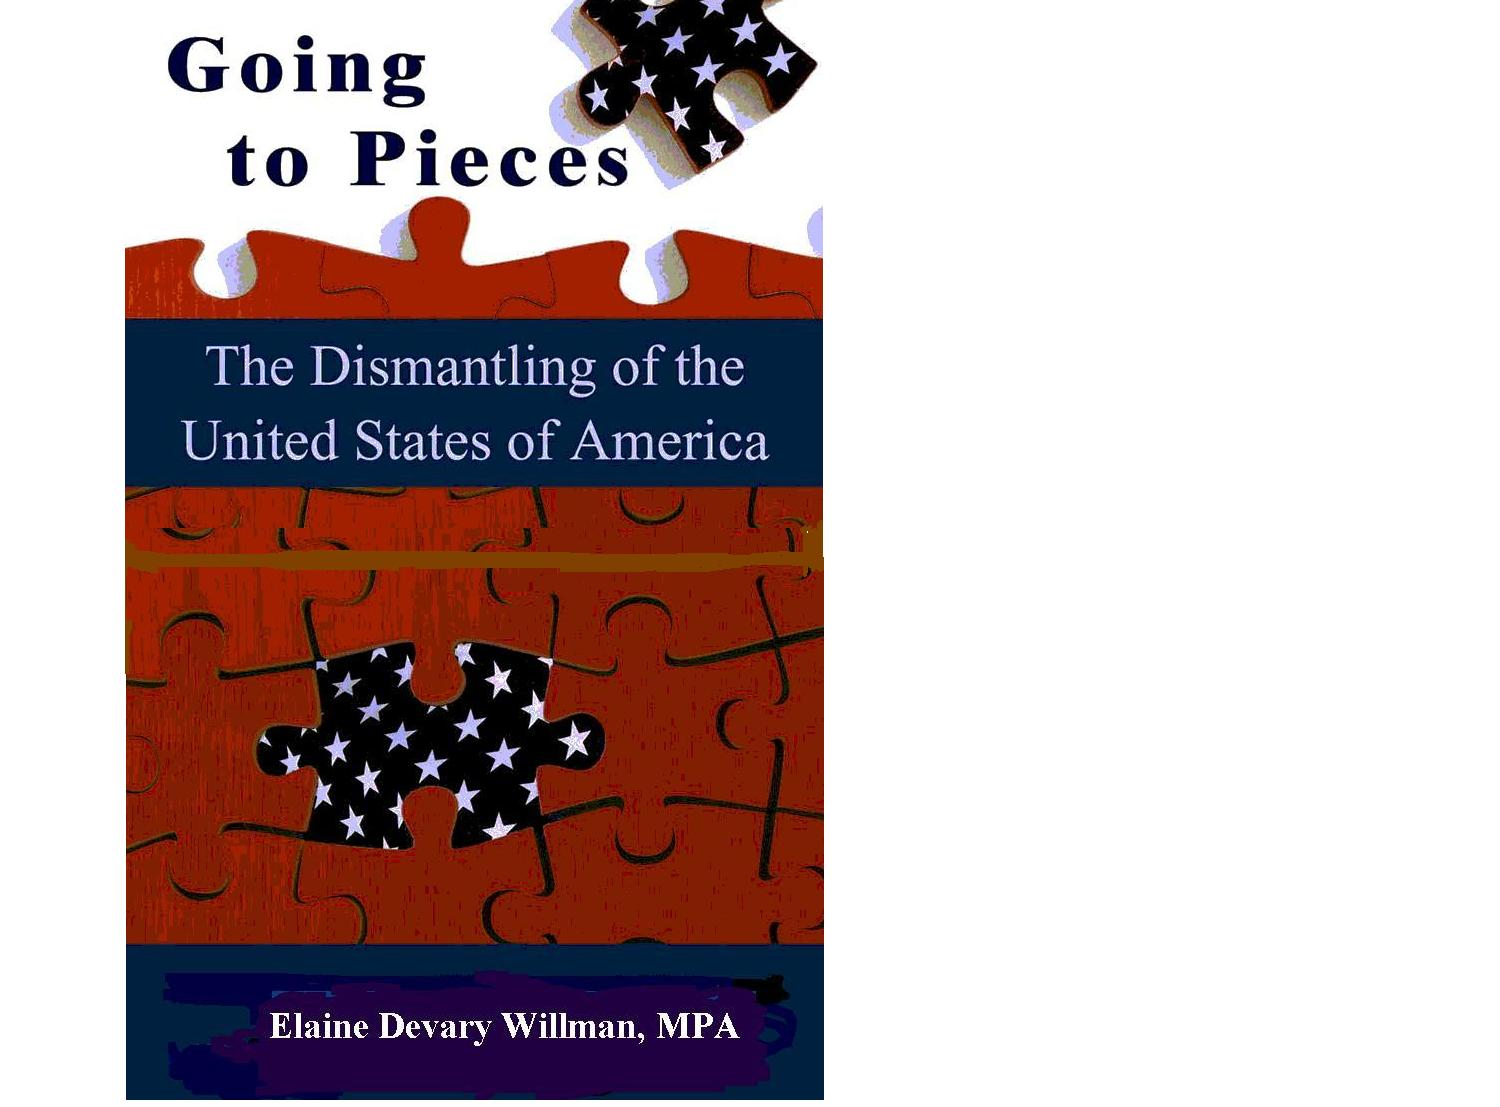 Going
to Pieces
The Dismantling of the
United States of America
Elaine Devary Willman, MPA